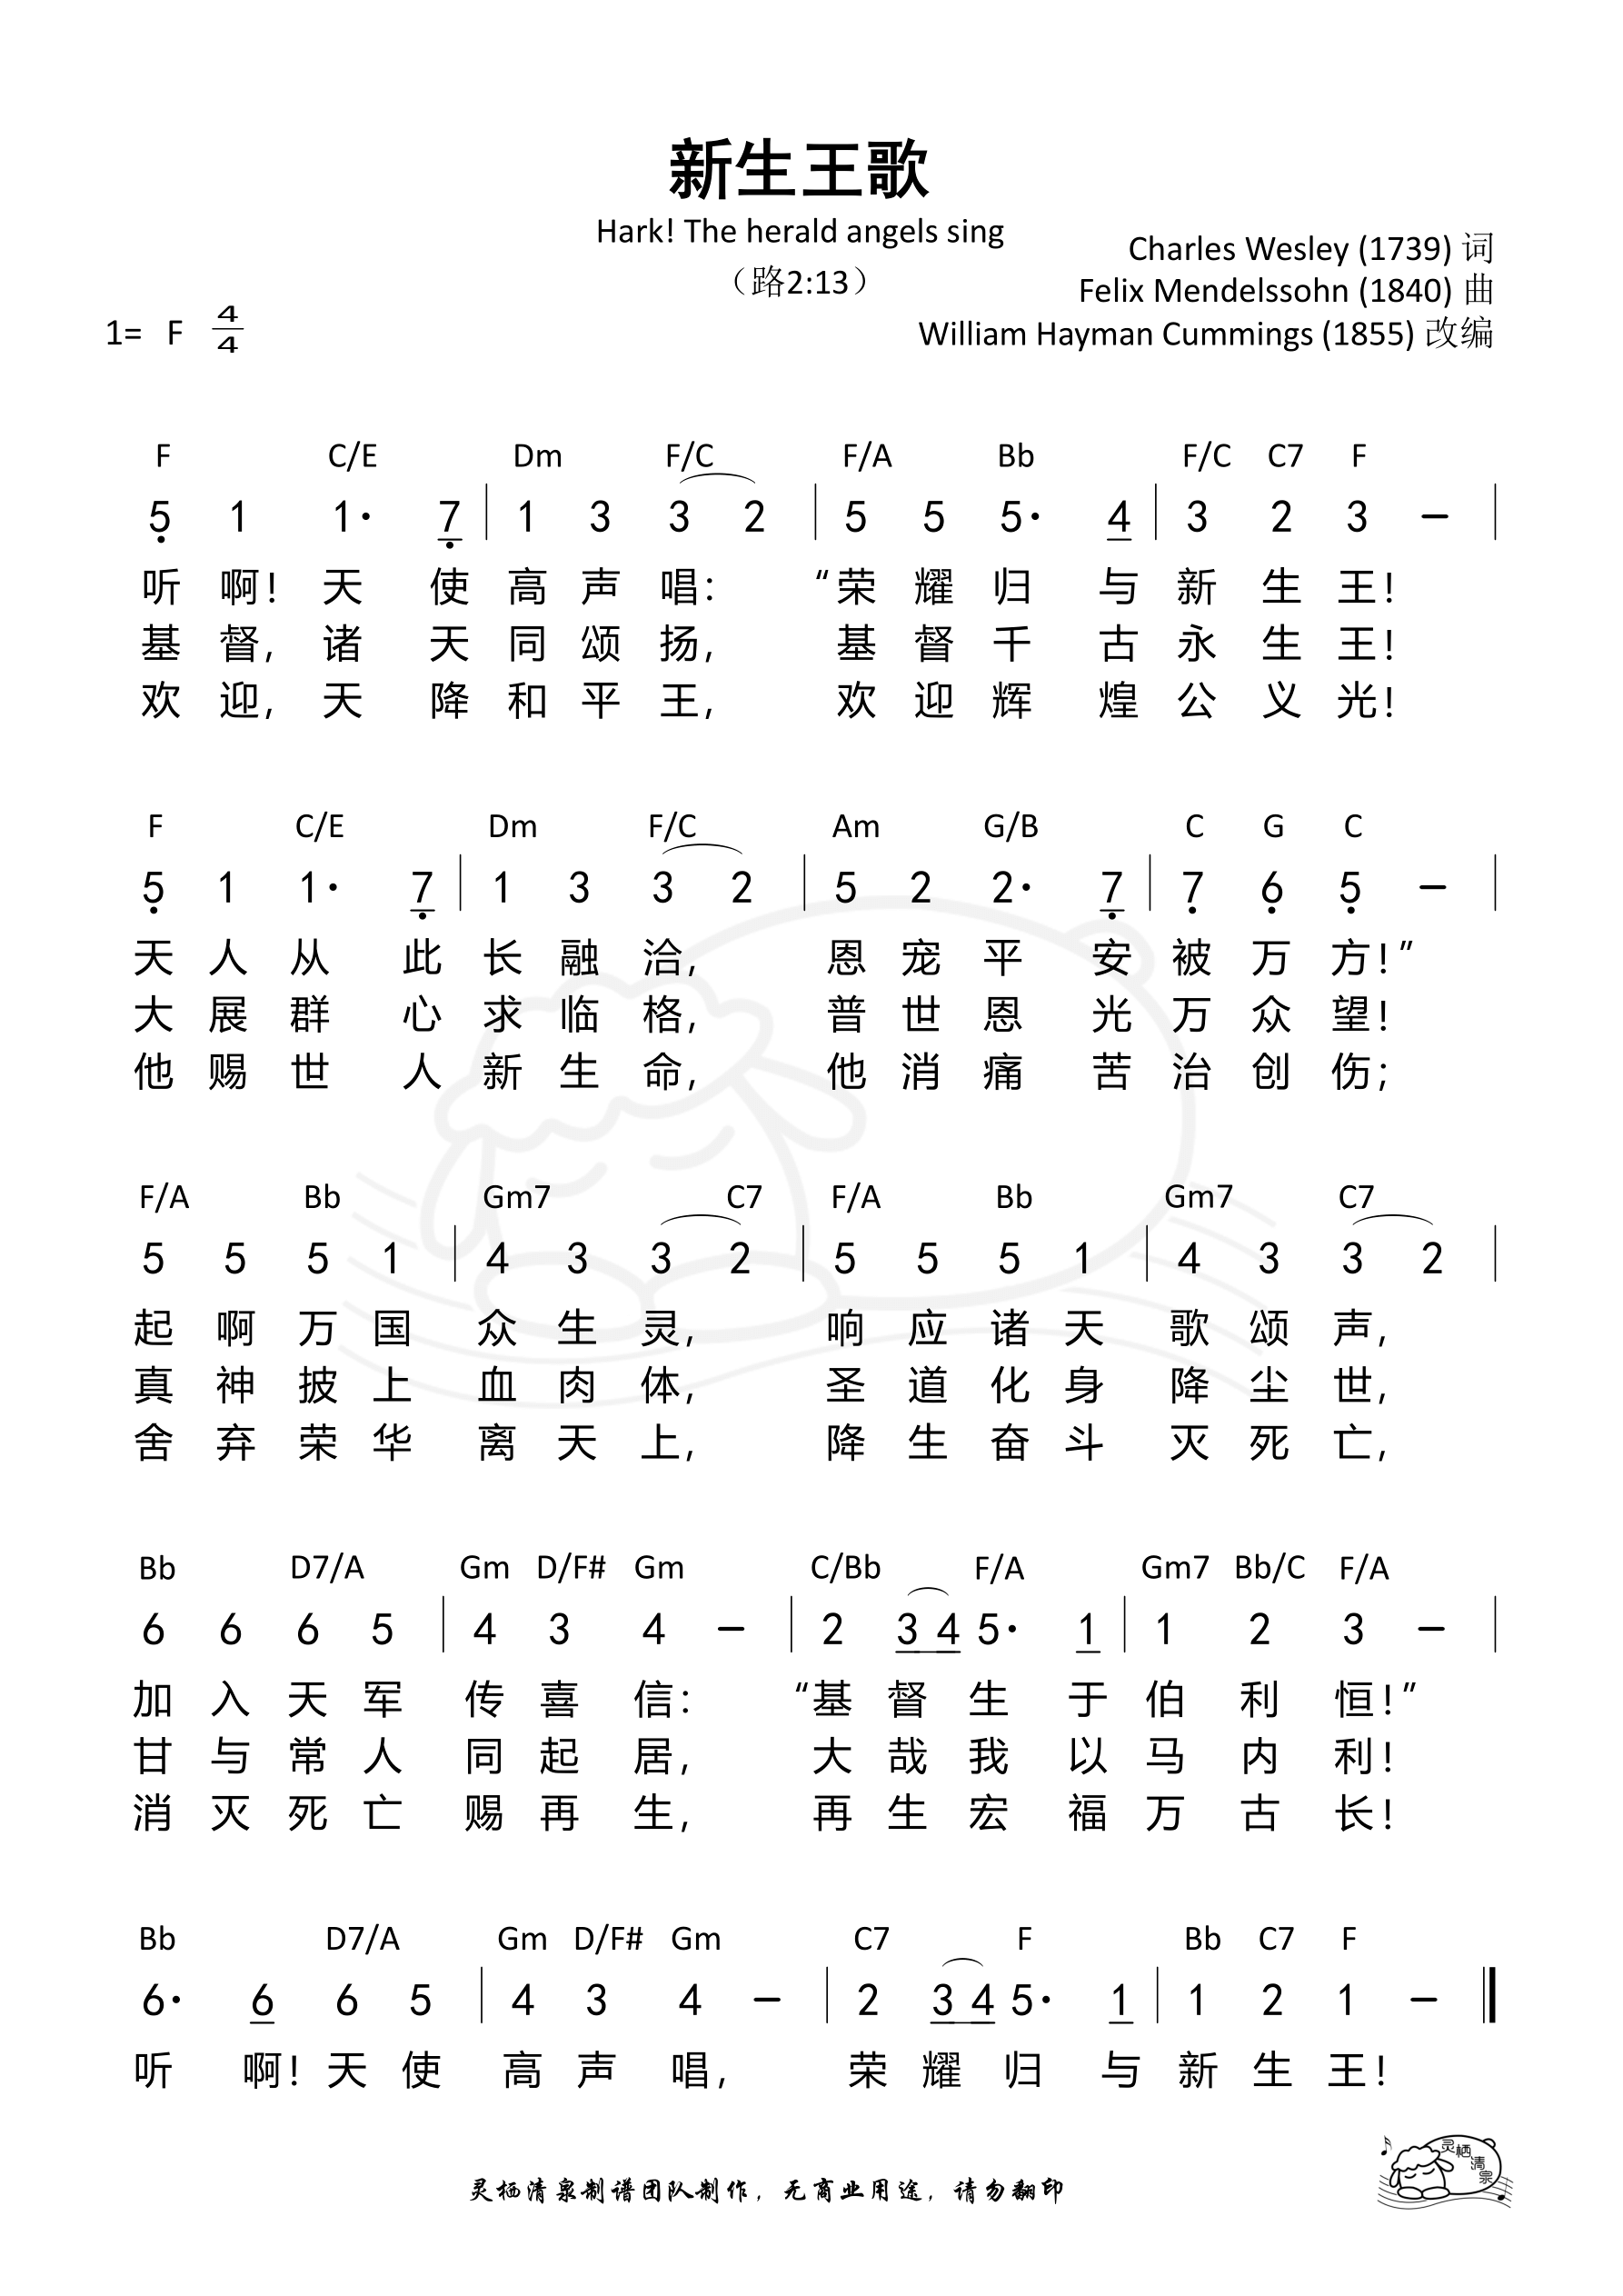 新生王歌
Hark! The herald angels sing
（路2:13）
Charles Wesley (1739) 词
Felix Mendelssohn (1840) 曲
William Hayman Cummings (1855) 改编
1= F 4/4
F C/E Dm F/C F/A Bb F/C C7 F
5 1 1· 7 | 1 3 3 2 | 5 5 5· 4 | 3 2 3 – |
听 啊！ 天 使 高 声 唱： “荣 耀 归 与 新 生 王！
基 督， 诸 天 同 颂 扬， 基 督 千 古 永 生 王！
欢 迎， 天 降 和 平 王， 欢 迎 辉 煌 公 义 光！
F C/E Dm F/C Am G/B C G C
5 1 1· 7 | 1 3 3 2 | 5 2 2· 7 | 7 6 5 – |
天 人 从 此 长 融 洽， 恩 宠 平 安 被 万 方！”
大 展 群 心 求 临 格， 普 世 恩 光 万 众 望！
他 赐 世 人 新 生 命， 他 消 痛 苦 治 创 伤；
F/A Bb Gm7 C7 F/A Bb Gm7 C7
5 5 5 1 | 4 3 3 2 | 5 5 5 1 | 4 3 3 2 |
起 啊 万 国 众 生 灵， 响 应 诸 天 歌 颂 声，
真 神 披 上 血 肉 体， 圣 道 化 身 降 尘 世，
舍 弃 荣 华 离 天 上， 降 生 奋 斗 灭 死 亡，
Bb D7/A Gm D/F# Gm C/Bb F/A Gm7 Bb/C F/A
6 6 6 5 | 4 3 4 – | 2 3 4 5· 1 | 1 2 3 – |
加 入 天 军 传 喜 信： “基 督 生 于 伯 利 恒！”
甘 与 常 人 同 起 居， 大 哉 我 以 马 内 利！
消 灭 死 亡 赐 再 生， 再 生 宏 福 万 古 长！
Bb D7/A Gm D/F# Gm C7 F Bb C7 F
6· 6 6 5 | 4 3 4 – | 2 3 4 5· 1 | 1 2 1 – ‖
听 啊！ 天 使 高 声 唱， 荣 耀 归 与 新 生 王！
灵栖清泉制谱团队制作，无商业用途，请勿翻印
灵栖清泉